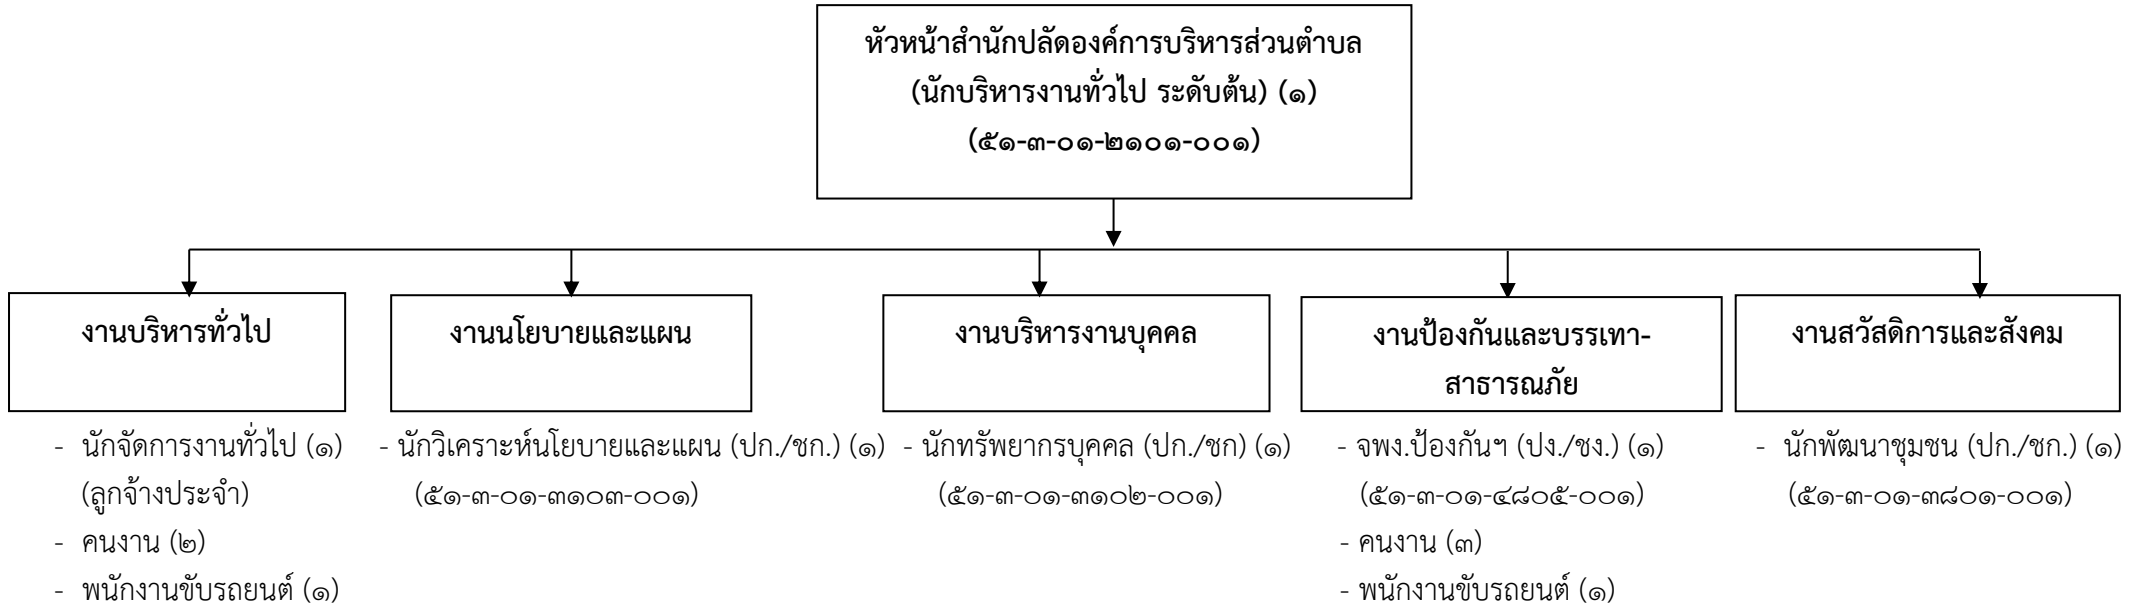 หัวหน้าสำนักปลัดองค์การบริหารส่วนตำบล
(นักบริหารงานทั่วไป ระดับต้น) (๑)
(๕๑-๓-๐๑-๒๑๐๑-๐๐๑)
งานบริหารทั่วไป
- นักจัดการงานทั่วไป (๑)
(ลูกจ้างประจำ)
- คนงาน (๒)
- พนักงานขับรถยนต์ (๑)
งานนโยบายและแผน
- นักวิเคราะห์นโยบายและแผน (ปก./ชก.) (๑)
(๕๑-๓-๐๑-๓๑๐๓-๐๐๑)
งานบริหารงานบุคคล
- นักทรัพยากรบุคคล (ปก./ชก) (๑)
(๕๑-๓-๐๑-๓๑๐๒-๐๐๑)
งานป้องกันและบรรเทา-
สาธารณภัย
- จพง.ป้องกันฯ (ปง./ชง.) (๑)
(๕๑-๓-๐๑-๔๘๐๕-๐๐๑)
- คนงาน (๓)
- พนักงานขับรถยนต์ (๑)
งานสวัสดิการและสังคม
- นักพัฒนาชุมชน (ปก./ชก.) (๑)
(๕๑-๓-๐๑-๓๘๐๑-๐๐๑)